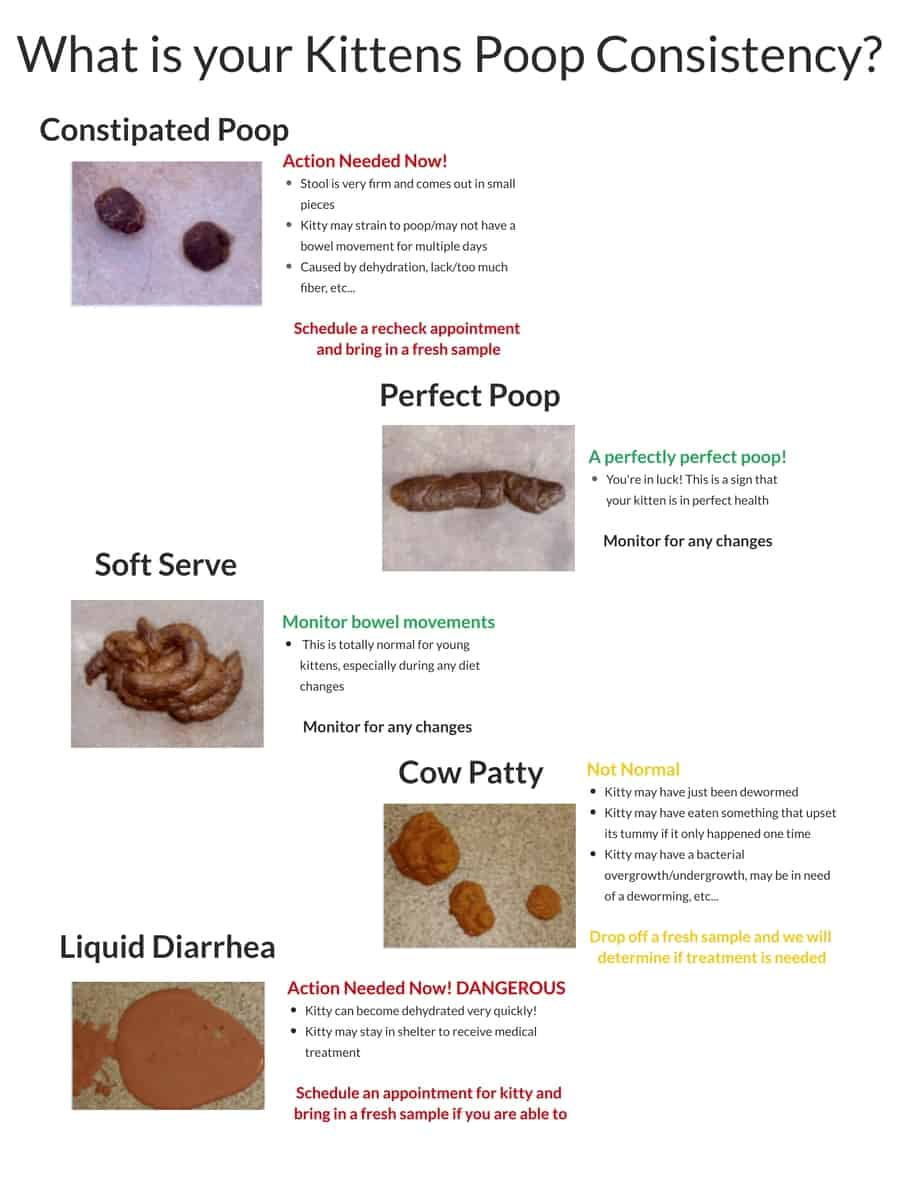 What is your Kittens Poop Consistency?
Constipated Poop
Action Needed Now!
• Stool is very firm and comes out in small
pieces
• Kitty may strain to poop/may not have a
bowel movement for multiple days
• Caused by dehydration, lack/too much
fiber, etc...
Schedule a recheck appointment
and bring in a fresh sample
Perfect Poop
A perfectly perfect poop!
• You're in luck! This is a sign that
your kitten is in perfect health
Monitor for any changes
Soft Serve
Monitor bowel movements
• This is totally normal for young
kittens, especially during any diet
changes
Monitor for any changes
Cow Patty
Not Normal
• Kitty may have just been dewormed
• Kitty may have eaten something that upset
its tummy if it only happened one time
• Kitty may have a bacterial
overgrowth/undergrowth, may be in need
of a deworming, etc...
Drop off a fresh sample and we will
determine if treatment is needed
Liquid Diarrhea
Action Needed Now! DANGEROUS
• Kitty can become dehydrated very quickly!
• Kitty may stay in shelter to receive medical
treatment
Schedule an appointment for kitty and
bring in a fresh sample if you are able to